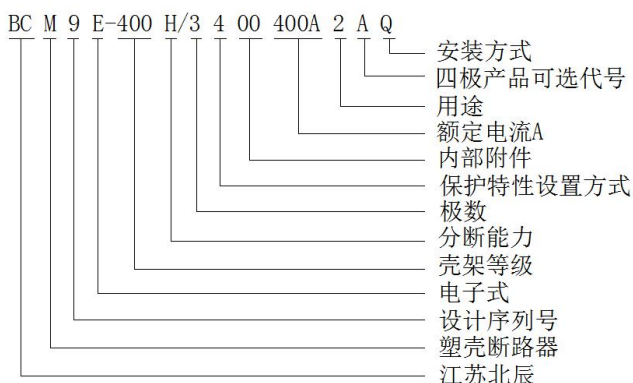 BC M 9 E-400 H/3 4 00 400A 2 A Q
安装方式
四极产品可选代号
用途
额定电流A
内部附件
保护特性设置方式
极数
分断能力
壳架等级
电子式
设计序列号
塑壳断路器
江苏北辰